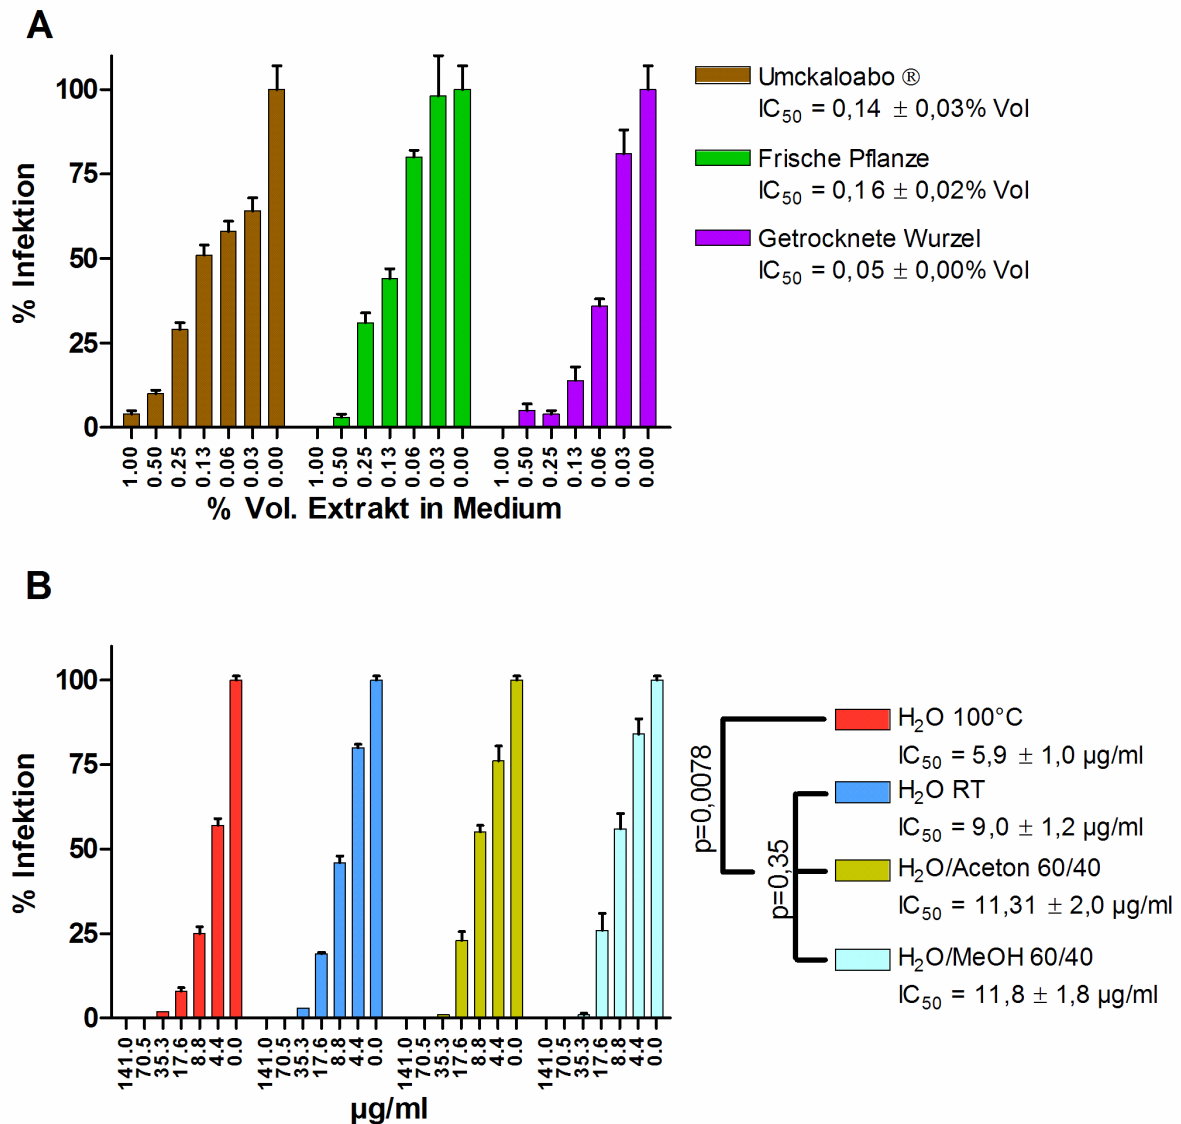 A
% Infektion
100
75
50
25
0
1.00 0.50 0.25 0.13 0.06 0.03 0.00 1.00 0.50 0.25 0.13 0.06 0.03 0.00 1.00 0.50 0.25 0.13 0.06 0.03 0.00
% Vol. Extrakt in Medium
Umckaloabo ®
IC50 = 0,14 ± 0,03% Vol
Frische Pflanze
IC50 = 0,16 ± 0,02% Vol
Getrocknete Wurzel
IC50 = 0,05 ± 0,00% Vol
B
% Infektion
100
75
50
25
0
141.0 70.5 35.3 17.6 8.8 4.4 0.0 141.0 70.5 35.3 17.6 8.8 4.4 0.0 141.0 70.5 35.3 17.6 8.8 4.4 0.0 141.0 70.5 35.3 17.6 8.8 4.4 0.0
µg/ml
p=0,0078
p=0,35
H2O 100°C
IC50 = 5,9 ± 1,0 µg/ml
H2O RT
IC50 = 9,0 ± 1,2 µg/ml
H2O/Aceton 60/40
IC50 = 11,31 ± 2,0 µg/ml
H2O/MeOH 60/40
IC50 = 11,8 ± 1,8 µg/ml